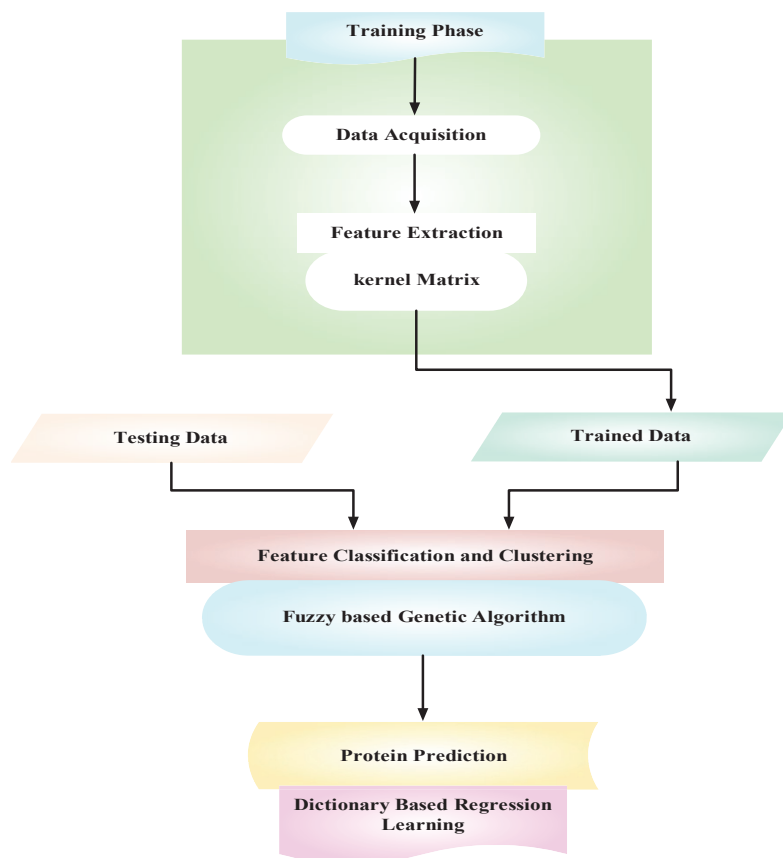 Training Phase
Data Acquisition
Feature Extraction
kernel Matrix
Testing Data
Trained Data
Feature Classification and Clustering
Fuzzy based Genetic Algorithm
Protein Prediction
Dictionary Based Regression
Learning